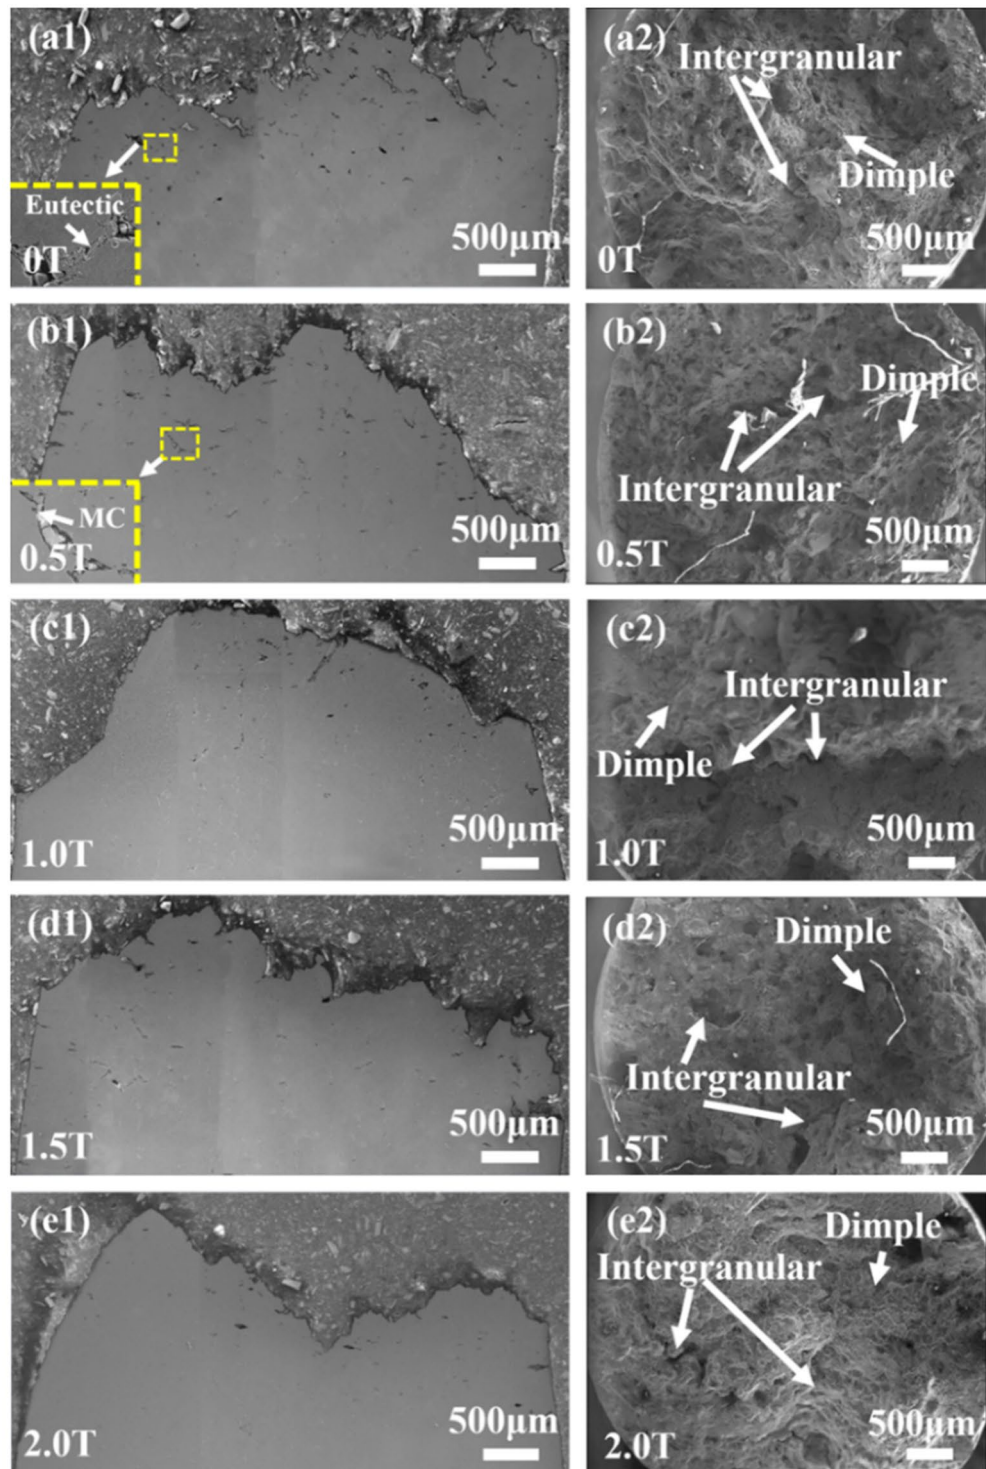 (a1)
Eutectic
0T
500μm
(a2)
Intergranular
Dimple
500μm
0T
(b1)
MC
0.5T
500μm
(b2)
Dimple
Intergranular
500μm
0.5T
(c1)
500μm
1.0T
(c2)
Intergranular
Dimple
500μm
1.0T
(d1)
500μm
1.5T
(d2)
Dimple
Intergranular
500μm
1.5T
(e1)
500μm
2.0T
(e2)
Dimple
Intergranular
500μm
2.0T